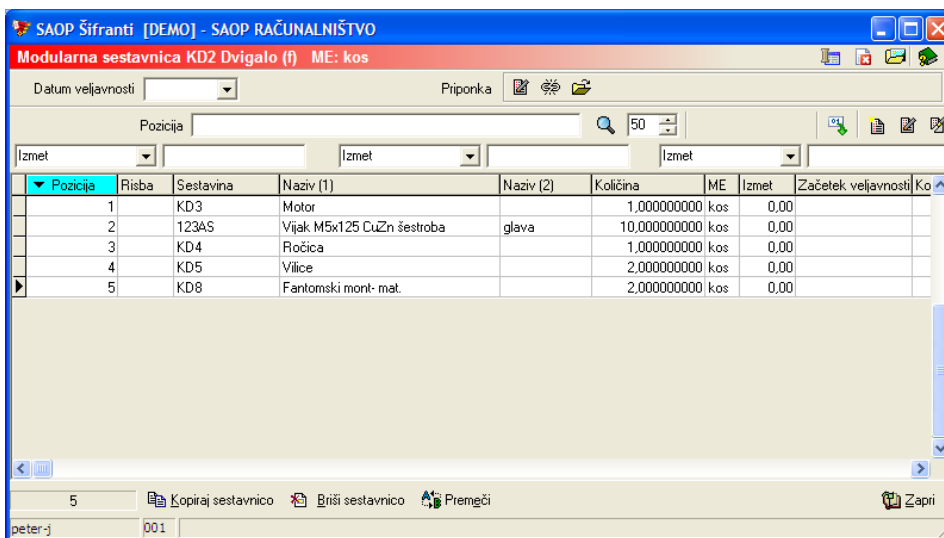 SAOP Šifranti [DEMO] - SAOP RAČUNALNIŠTVO
Modularna sestavnica KD2 Dvigalo (f) ME: kos
Datum veljavnosti Priponka
Pozicija 50
Izmet Izmet Izmet
Pozicija Risba Sestavina Naziv (1) Naziv (2) Količina ME Izmet Začetek veljavnosti Ko
1 KD3 Motor 1,000000000 kos 0,00
2 123AS Vijak M5x125 CuZn šestroba glava 10,000000000 kos 0,00
3 KD4 Ročica 1,000000000 kos 0,00
4 KD5 Vilice 2,000000000 kos 0,00
5 KD8 Fantomski mont- mat. 2,000000000 kos 0,00
5 Kopiraj sestavnico Briši sestavnico Premeči Zapri
peter-j 001